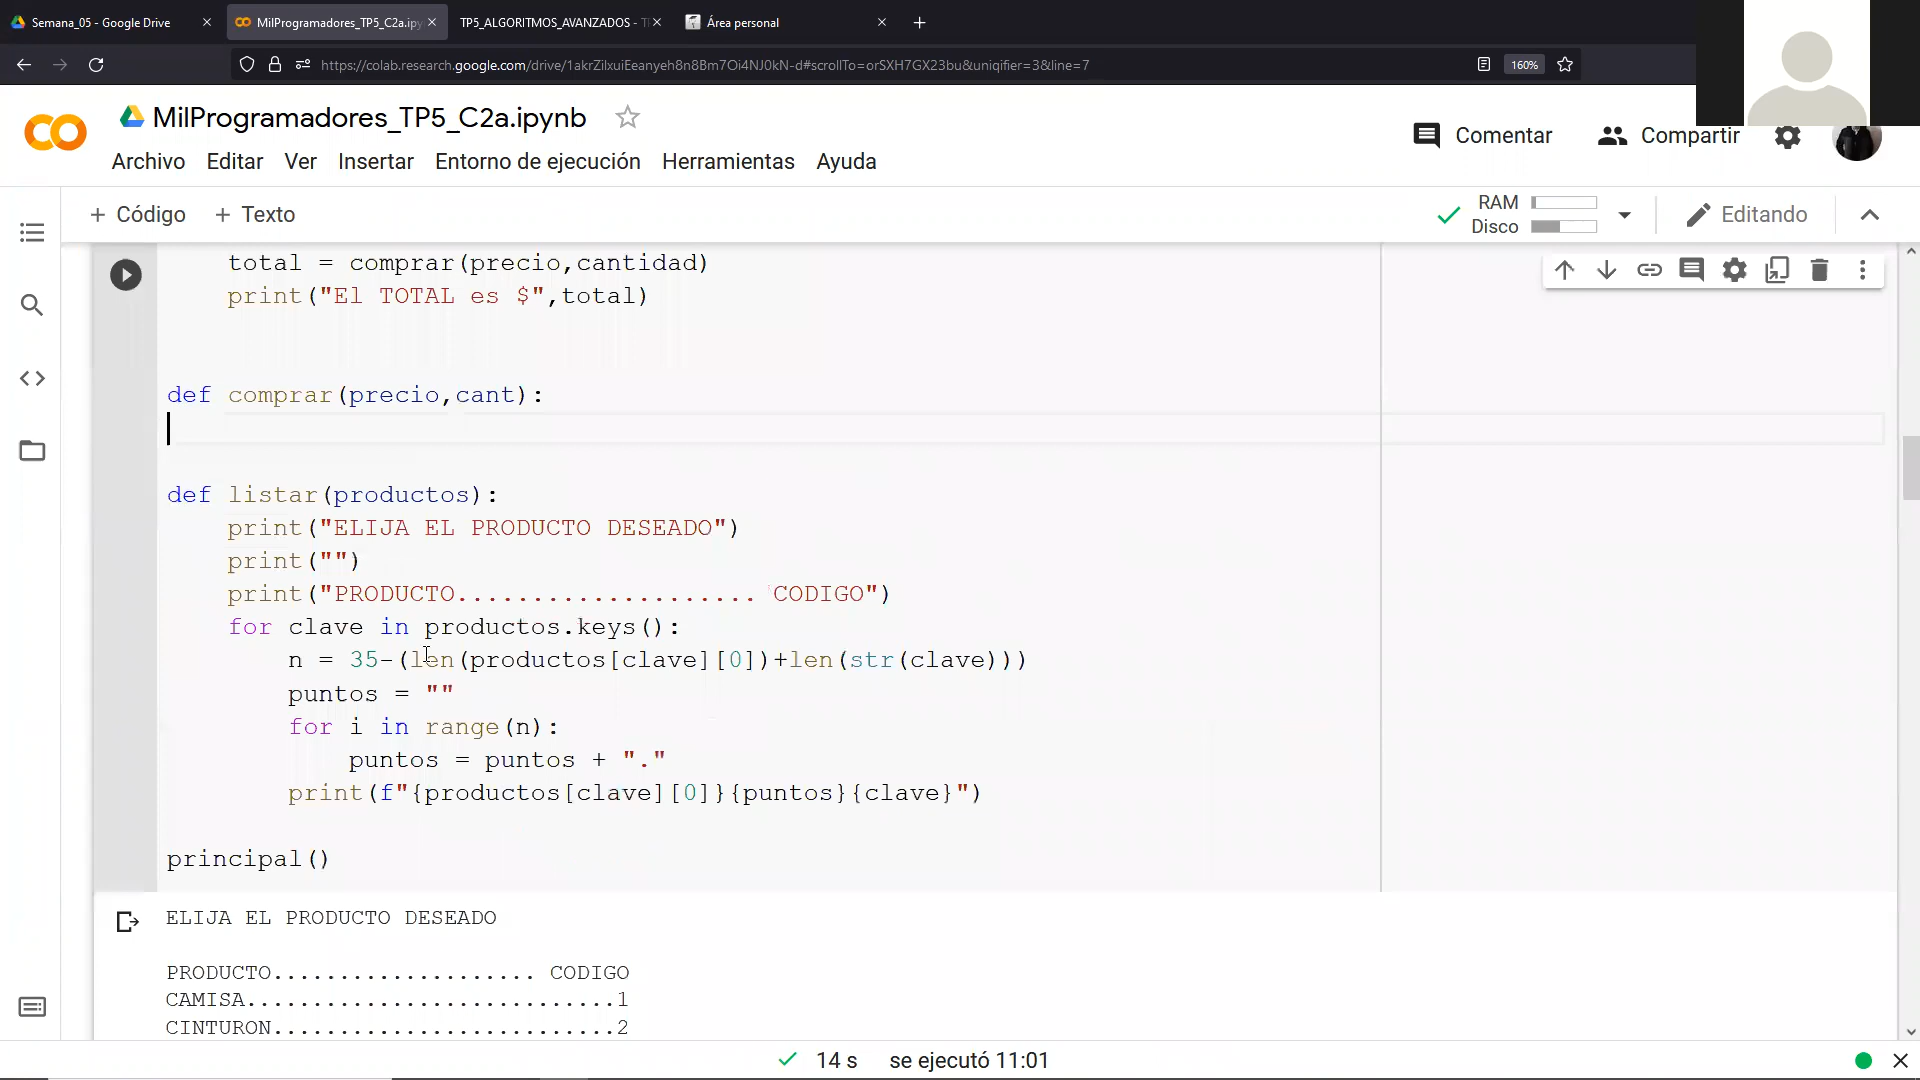 Semana_05 - Google Drive
MilProgramadores_TP5_C2a.ipy
TP5_ALGORITMOS_AVANZADOS - T
Área personal
https://colab.research.google.com/drive/1akrZilxuiEeanyeh8n8Bm7Oi4NJ0kN-d#scrollTo=orSXH7GX23bu&uniqifier=3&line=7
160%
MilProgramadores_TP5_C2a.ipynb
Comentar
Compartir
Archivo Editar Ver Insertar Entorno de ejecución Herramientas Ayuda
+ Código + Texto
RAM
Disco
Editando
total = comprar(precio,cantidad)
print("El TOTAL es $",total)
def comprar(precio,cant):
def listar(productos):
print("ELIJA EL PRODUCTO DESEADO")
print("")
print("PRODUCTO.................... CODIGO")
for clave in productos.keys():
n = 35-(len(productos[clave][0])+len(str(clave)))
puntos = ""
for i in range(n):
puntos = puntos + "."
print(f"{productos[clave][0]}{puntos}{clave}")
principal()
ELIJA EL PRODUCTO DESEADO
PRODUCTO.................... CODIGO
CAMISA............................1
CINTURON..........................2
14 s se ejecutó 11:01